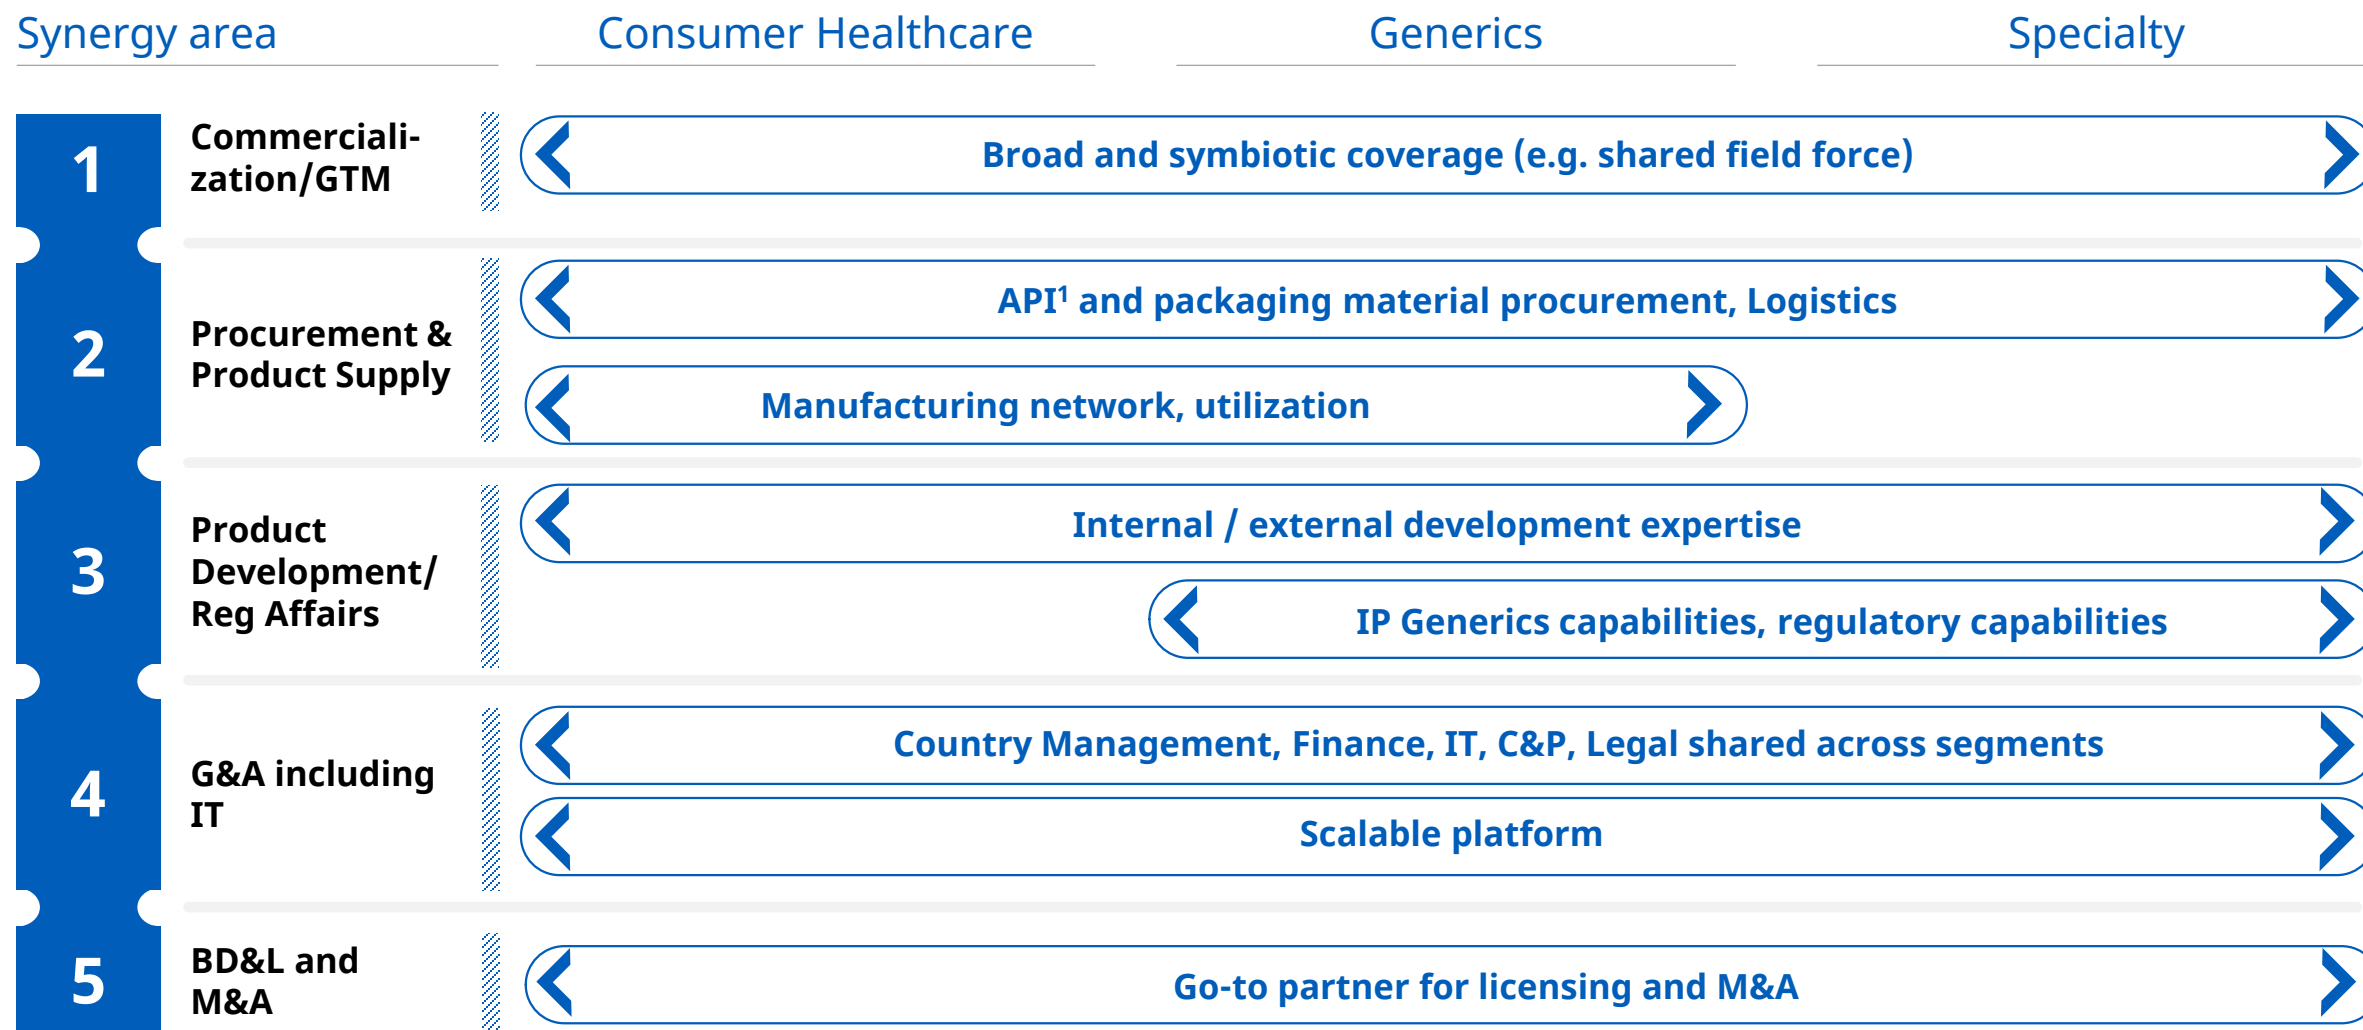 Synergy area
Consumer Healthcare
Generics
Specialty
1
Commerciali-
zation/GTM
Broad and symbiotic coverage (e.g. shared field force)
2
Procurement &
Product Supply
API¹ and packaging material procurement, Logistics
Manufacturing network, utilization
3
Product
Development/
Reg Affairs
Internal / external development expertise
IP Generics capabilities, regulatory capabilities
4
G&A including
IT
Country Management, Finance, IT, C&P, Legal shared across segments
Scalable platform
5
BD&L and
M&A
Go-to partner for licensing and M&A